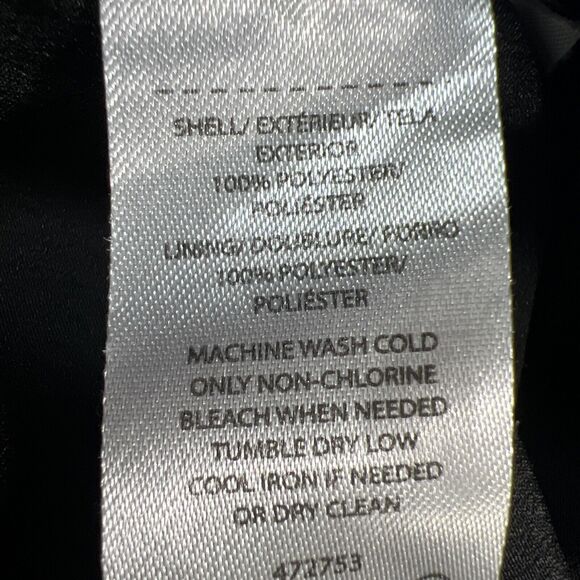 SHELL/ EXTÉRIEUR/ TELA
EXTERIOR
100% POLYESTER/
POLIÉSTER
LINING/ DOUBLURE/ FORRO
100% POLYESTER/
POLIÉSTER
MACHINE WASH COLD
ONLY NON-CHLORINE
BLEACH WHEN NEEDED
TUMBLE DRY LOW
COOL IRON IF NEEDED
OR DRY CLEAN
472753